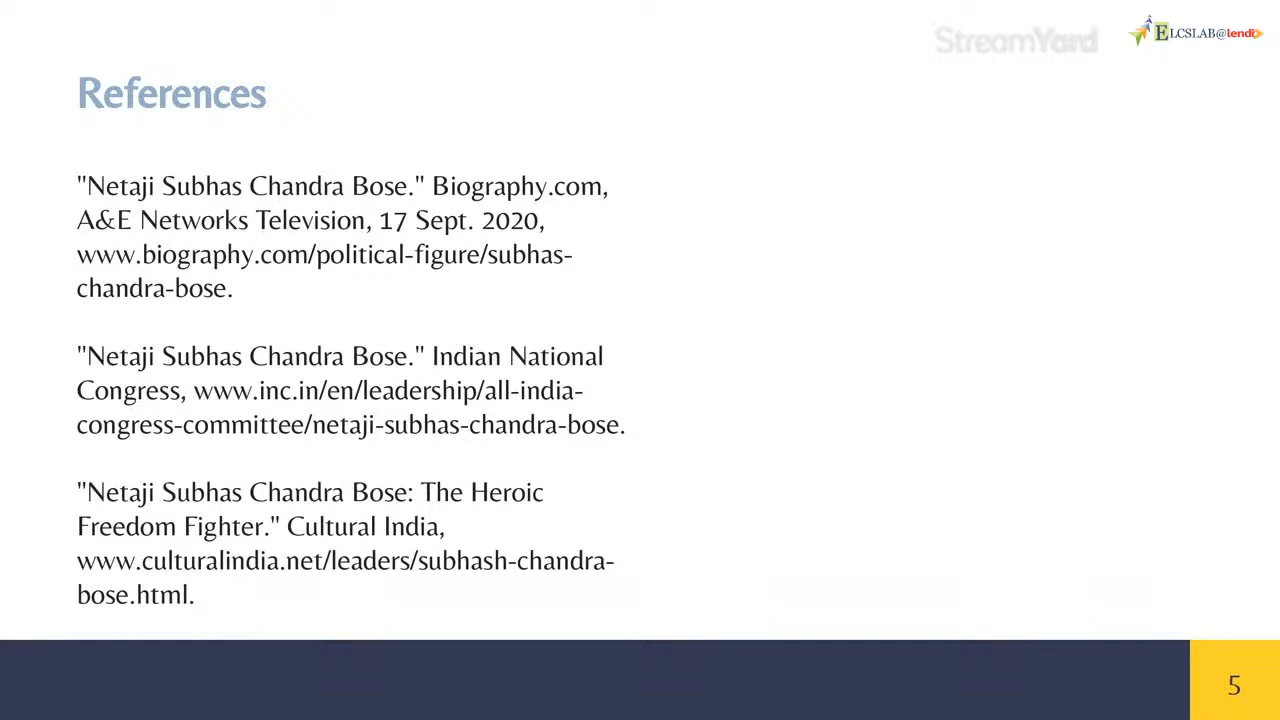 StreamYard
ELCSLAB@lendi
References
"Netaji Subhas Chandra Bose." Biography.com,
A&E Networks Television, 17 Sept. 2020,
www.biography.com/political-figure/subhas-
chandra-bose.
"Netaji Subhas Chandra Bose." Indian National
Congress, www.inc.in/en/leadership/all-india-
congress-committee/netaji-subhas-chandra-bose.
"Netaji Subhas Chandra Bose: The Heroic
Freedom Fighter." Cultural India,
www.culturalindia.net/leaders/subhash-chandra-
bose.html.
5